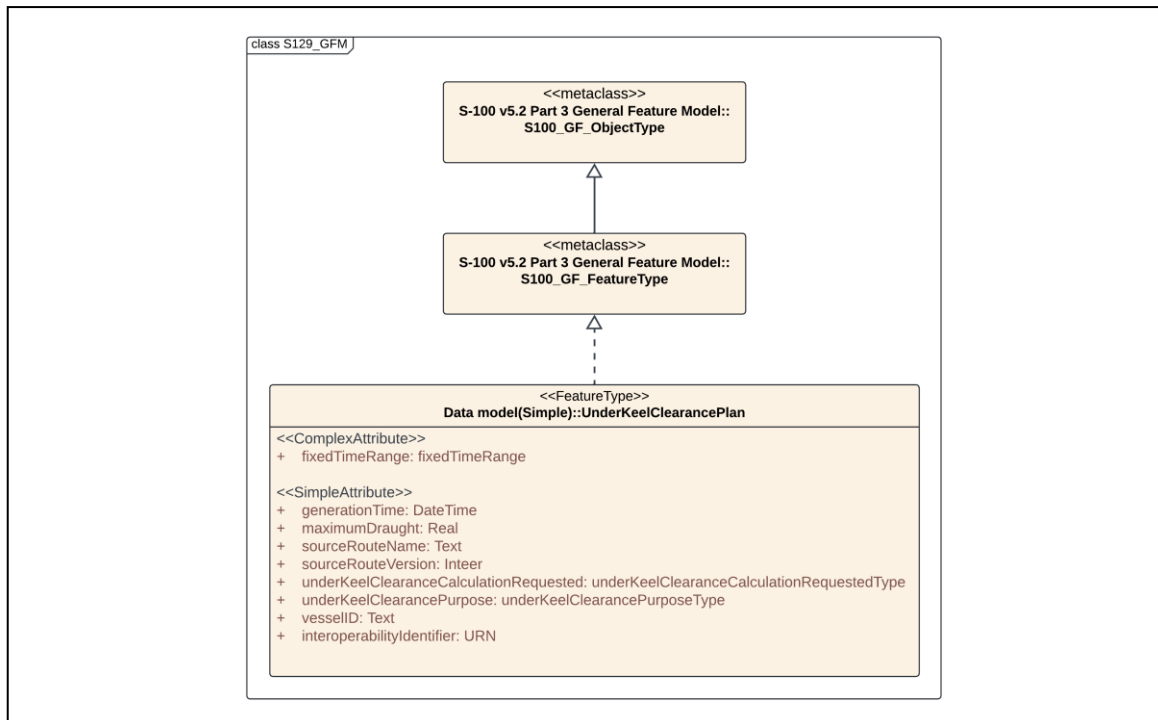 class S129_GFM
<<metaclass>>
S-100 v5.2 Part 3 General Feature Model::
S100_GF_ObjectType
<<metaclass>>
S-100 v5.2 Part 3 General Feature Model::
S100_GF_FeatureType
<<FeatureType>>
Data model(Simple)::UnderKeelClearancePlan
<<ComplexAttribute>>
+ fixedTimeRange: fixedTimeRange
<<SimpleAttribute>>
+ generationTime: DateTime
+ maximumDraught: Real
+ sourceRouteName: Text
+ sourceRouteVersion: Inteer
+ underKeelClearanceCalculationRequested: underKeelClearanceCalculationRequestedType
+ underKeelClearancePurpose: underKeelClearancePurposeType
+ vesselID: Text
+ interoperabilityIdentifier: URN